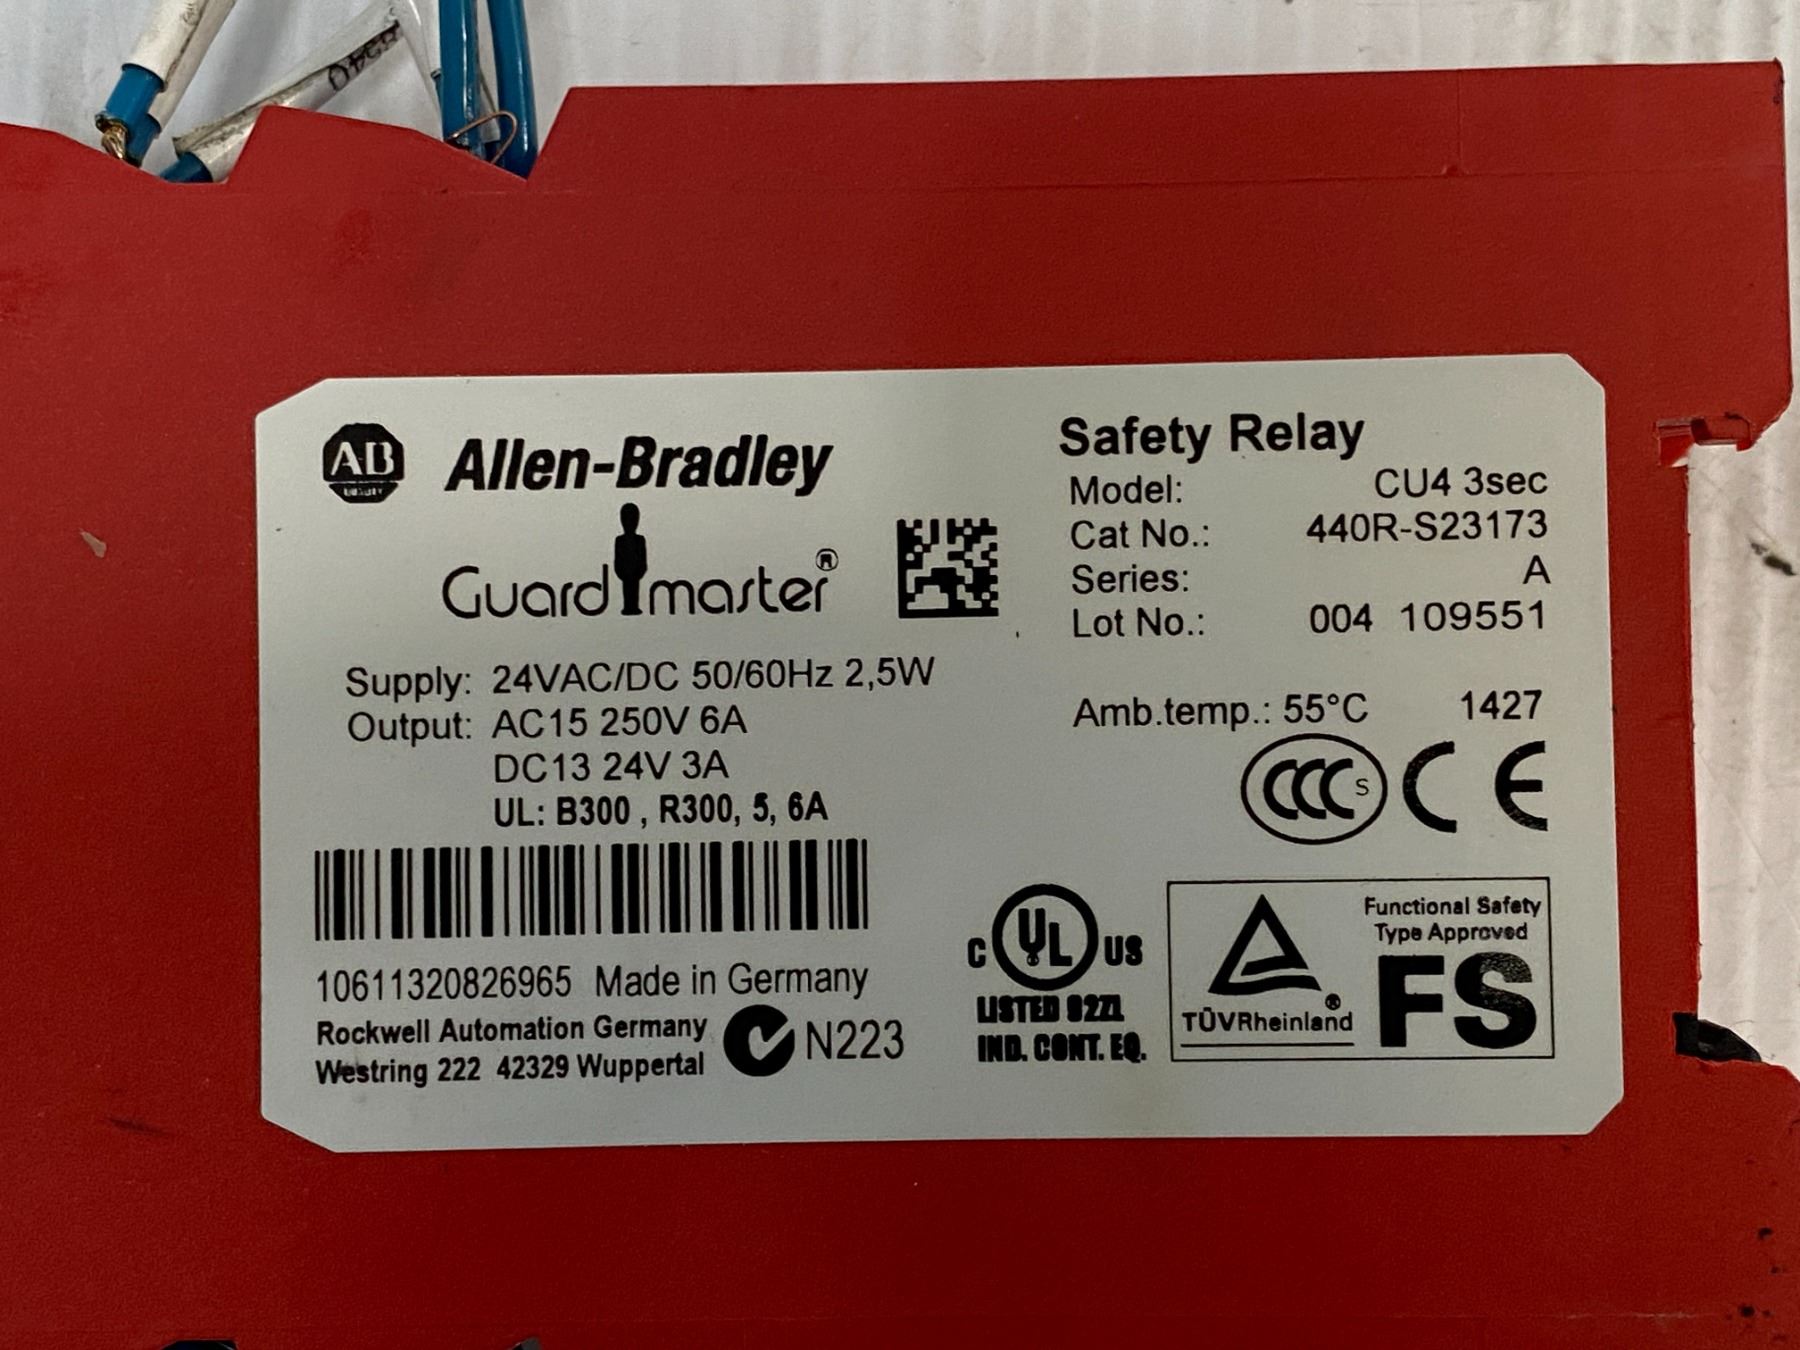 AB
Allen-Bradley
Guardmaster®
Safety Relay
Model: CU4 3sec
Cat No.: 440R-S23173
Series: A
Lot No.: 004 109551
Supply: 24VAC/DC 50/60Hz 2,5W
Output: AC15 250V 6A
DC13 24V 3A
UL: B300 , R300, 5, 6A
Amb.temp.: 55°C 1427
CCC S CE
10611320826965 Made in Germany
Rockwell Automation Germany
Westring 222 42329 Wuppertal
N223
C UL US
LISTED
IND. CONT. EQ.
Functional Safety
Type Approved
FS
TÜVRheinland®